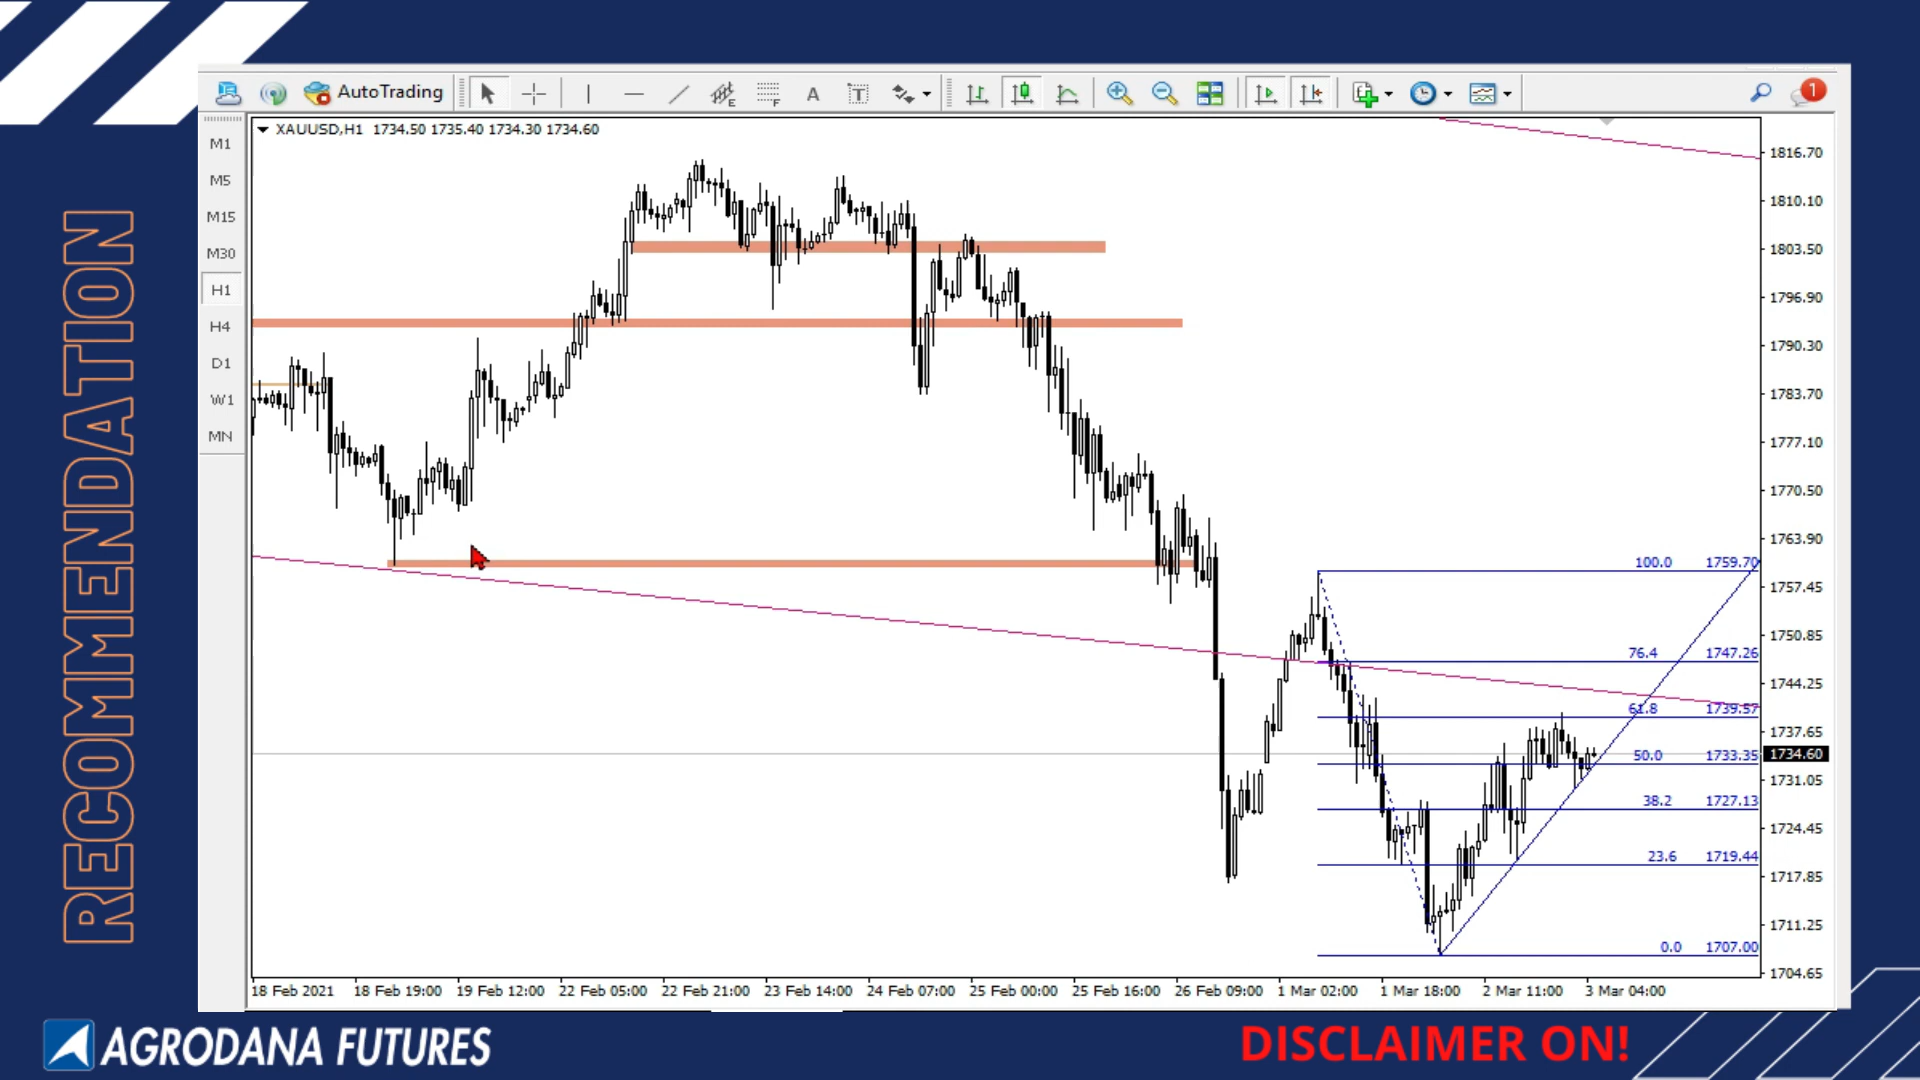 RECOMMENDATION
AutoTrading
E
F
A
T
1
M1
M5
M15
M30
H1
H4
D1
W1
MN
XAUUSD,H1 1734.50 1735.40 1734.30 1734.60
1816.70
1810.10
1803.50
1796.90
1790.30
1783.70
1777.10
1770.50
1763.90
1757.45
1750.85
1744.25
1737.65
1734.60
1731.05
1724.45
1717.85
1711.25
1704.65
100.0 1759.70
76.4 1747.26
61.8 1739.57
50.0 1733.35
38.2 1727.13
23.6 1719.44
0.0 1707.00
18 Feb 2021 18 Feb 19:00 19 Feb 12:00 22 Feb 05:00 22 Feb 21:00 23 Feb 14:00 24 Feb 07:00 25 Feb 00:00 25 Feb 16:00 26 Feb 09:00 1 Mar 02:00 1 Mar 18:00 2 Mar 11:00 3 Mar 04:00
AGRODANA FUTURES
DISCLAIMER ON!